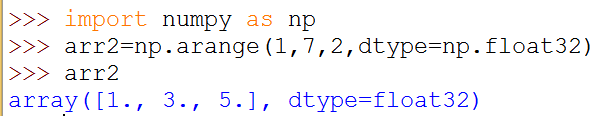 >>> import numpy as np
>>> arr2=np.arange(1,7,2,dtype=np.float32)
>>> arr2
array([1., 3., 5.], dtype=float32)